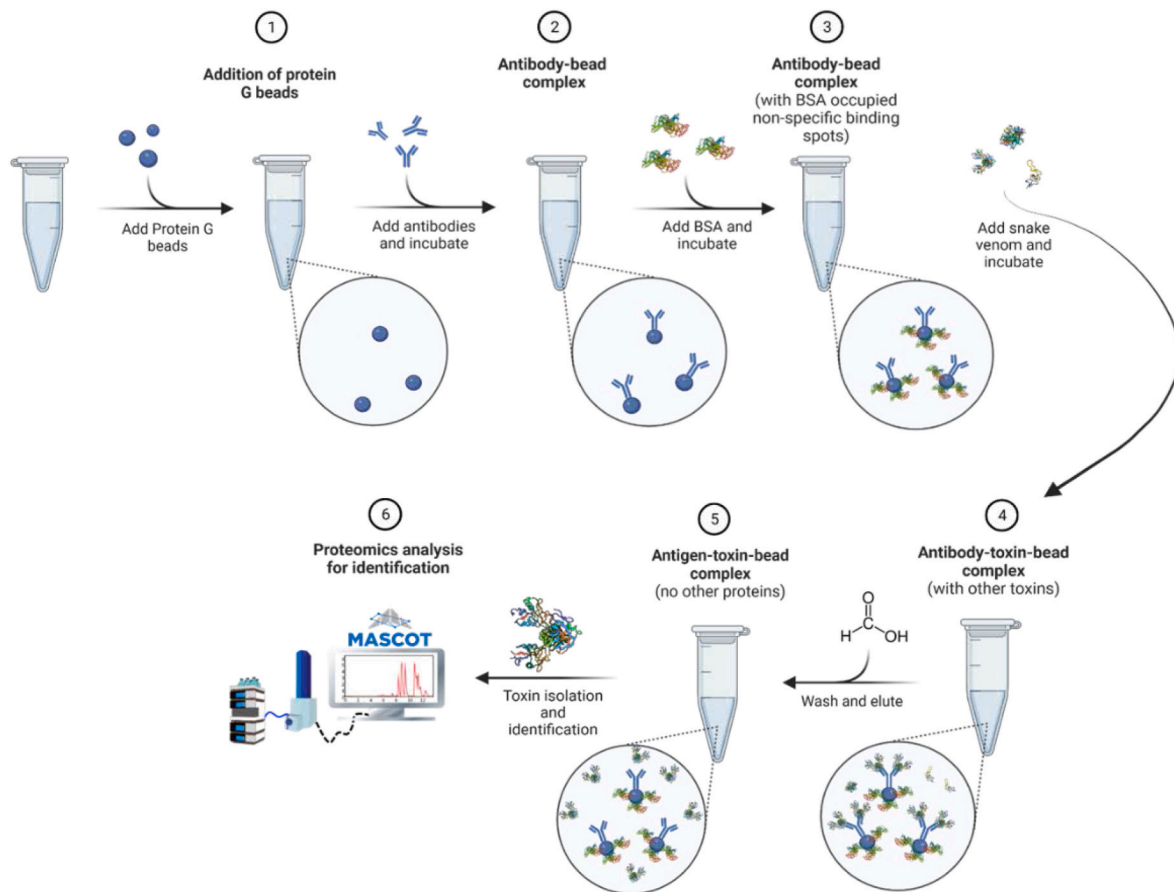 1
Addition of protein
G beads
Add Protein G
beads
Add antibodies
and incubate
2
Antibody-bead
complex
Add BSA and
incubate
3
Antibody-bead
complex
(with BSA occupied
non-specific binding
spots)
Add snake
venom and
incubate
4
Antibody-toxin-bead
complex
(with other toxins)
O
H
OH
Wash and elute
5
Antigen-toxin-bead
complex
(no other proteins)
Toxin isolation
and
identification
6
Proteomics analysis
for identification
MASCOT